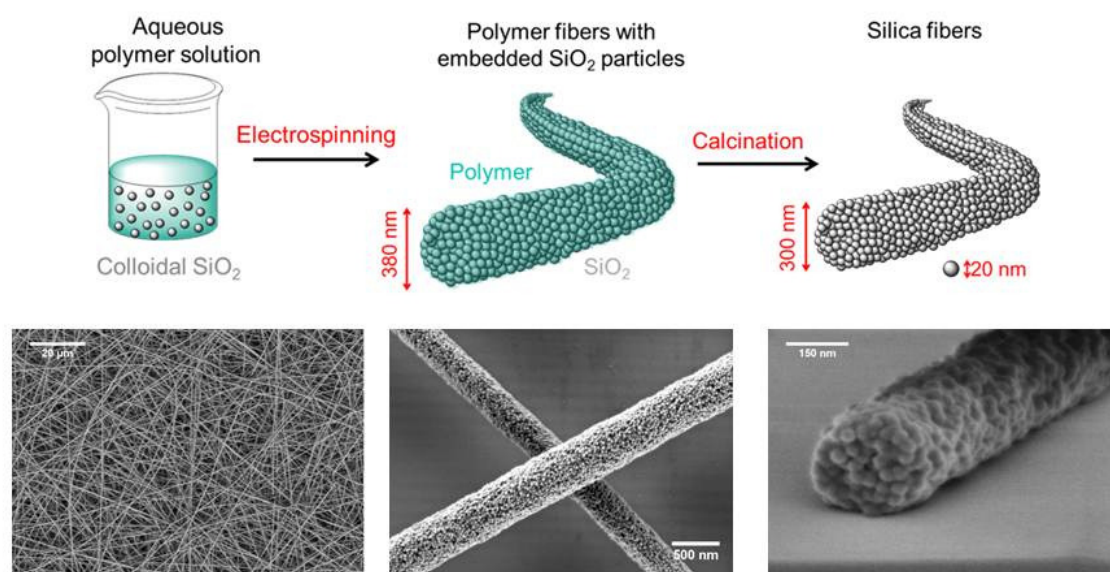 Aqueous
polymer solution
Colloidal SiO₂
Electrospinning
Polymer fibers with
embedded SiO₂ particles
Polymer
380 nm
SiO₂
Calcination
Silica fibers
300 nm
20 nm
20 µm
500 nm
150 nm